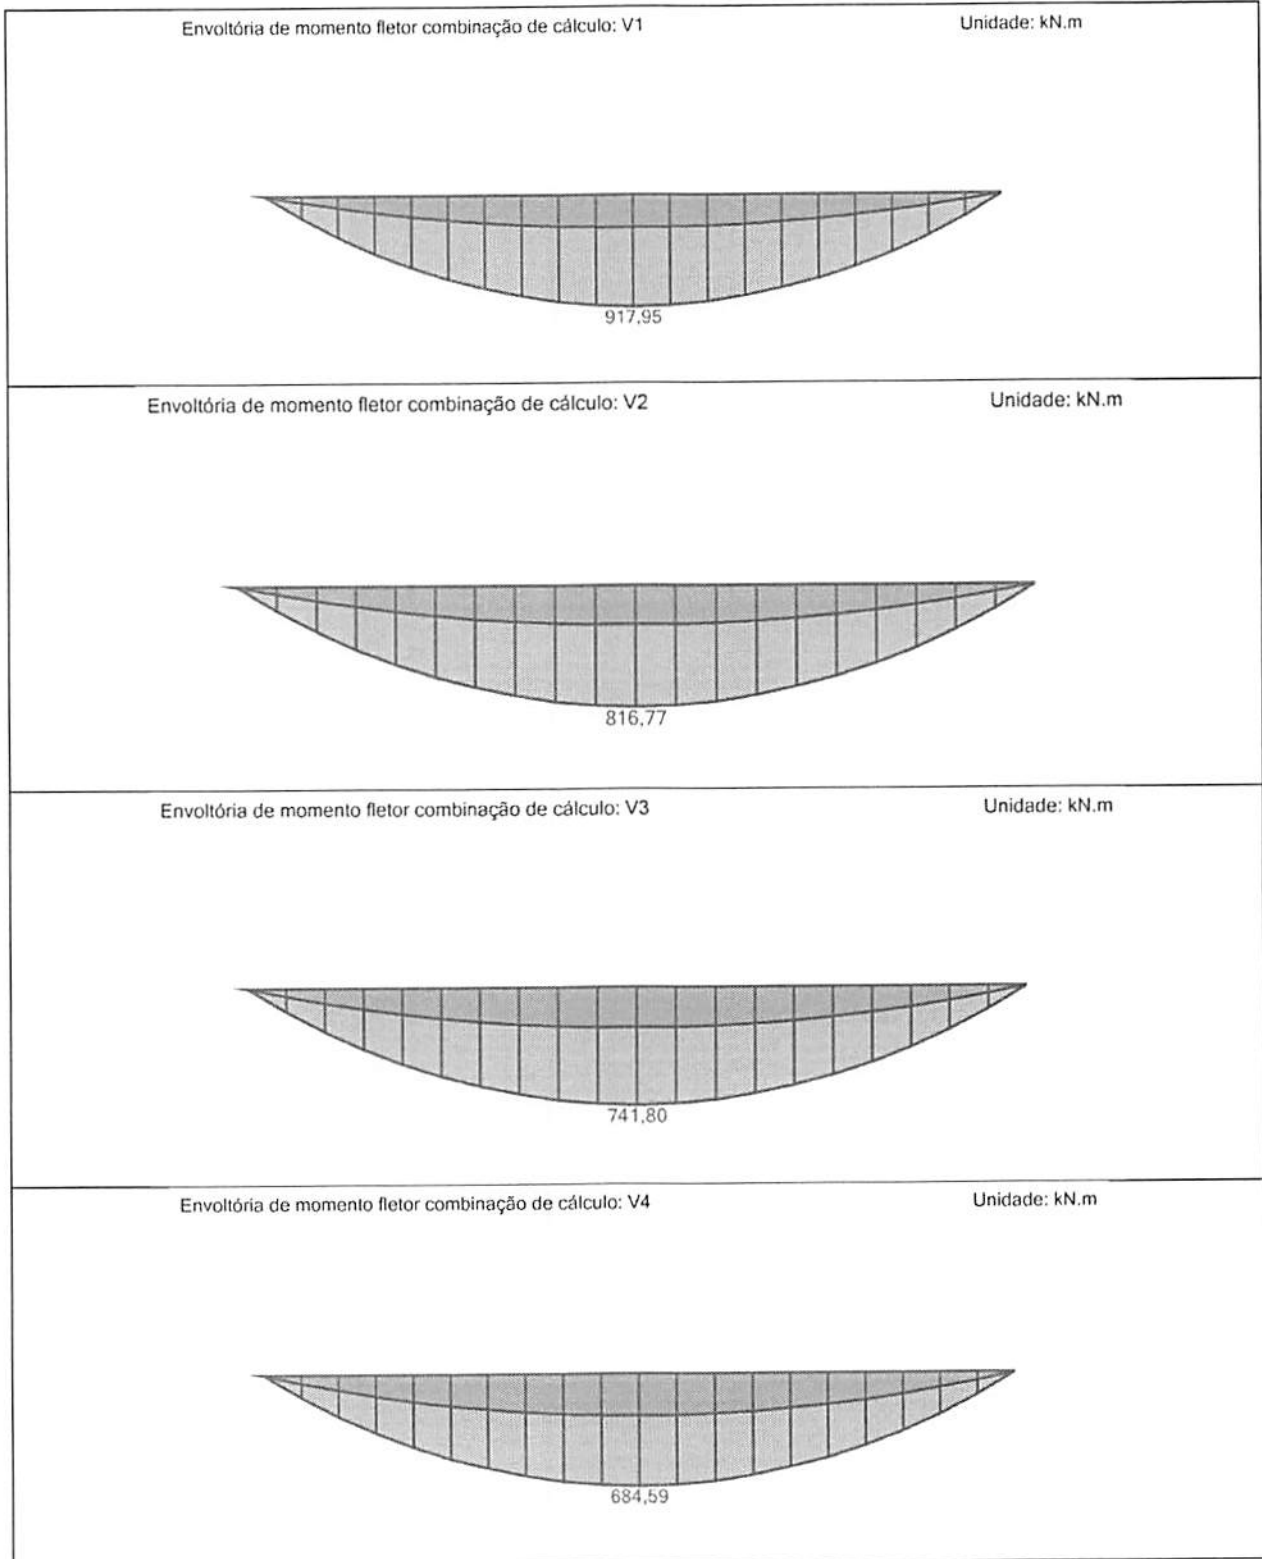 Envoltória de momento fletor combinação de cálculo: V1 Unidade: kN.m
917,95
Envoltória de momento fletor combinação de cálculo: V2 Unidade: kN.m
816,77
Envoltória de momento fletor combinação de cálculo: V3 Unidade: kN.m
741,80
Envoltória de momento fletor combinação de cálculo: V4 Unidade: kN.m
684,59